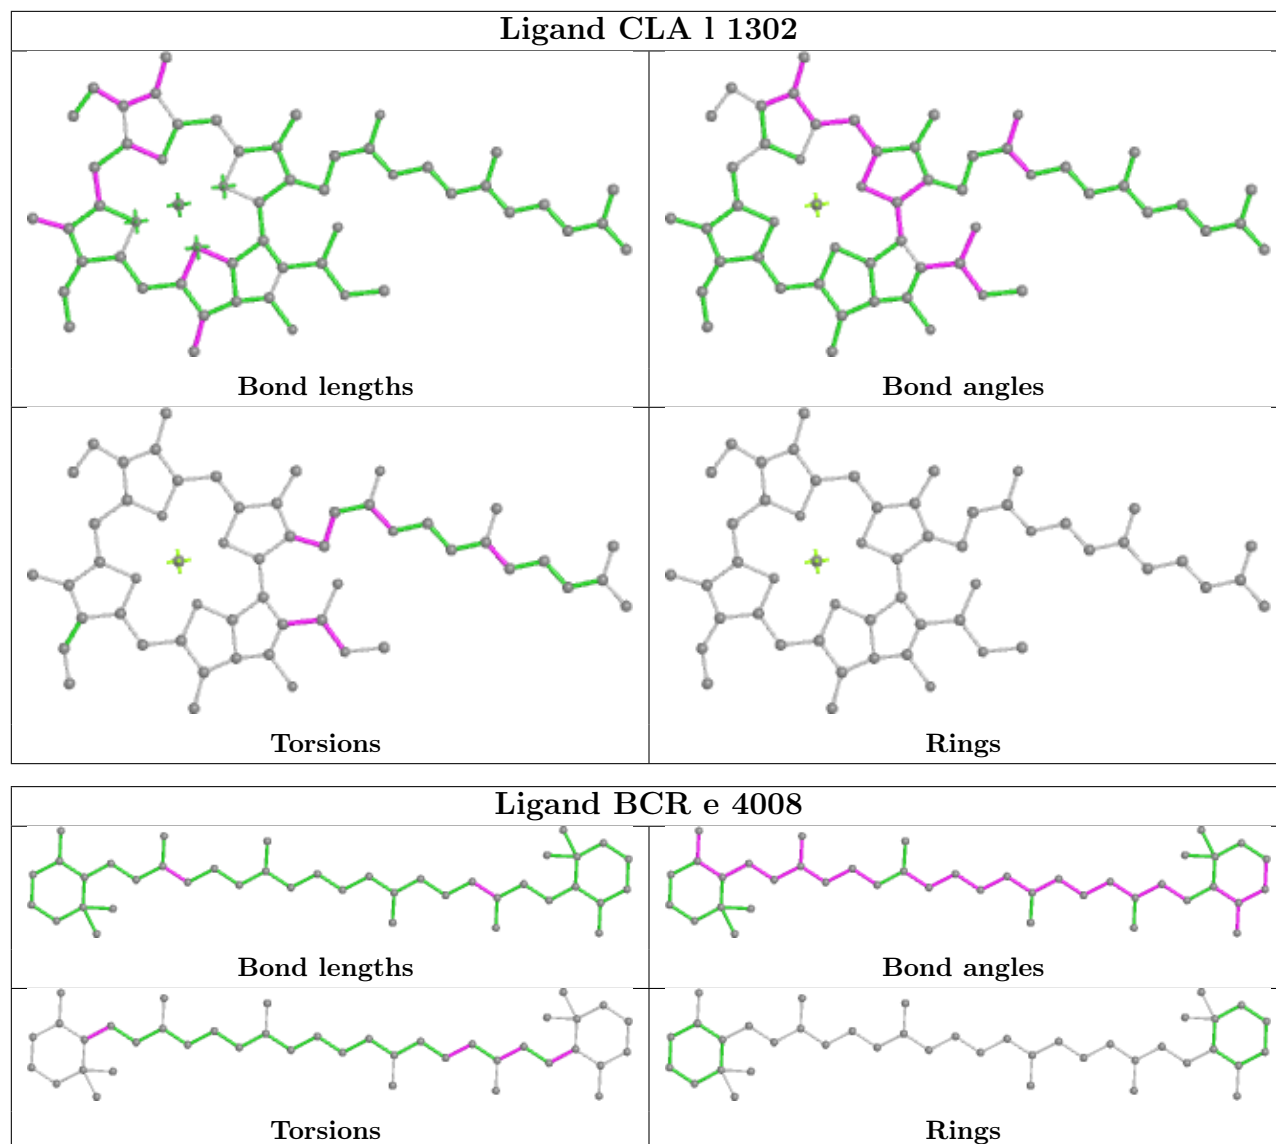 Ligand CLA l 1302
Bond lengths
Bond angles
Torsions
Rings
Ligand BCR e 4008
Bond lengths
Bond angles
Torsions
Rings